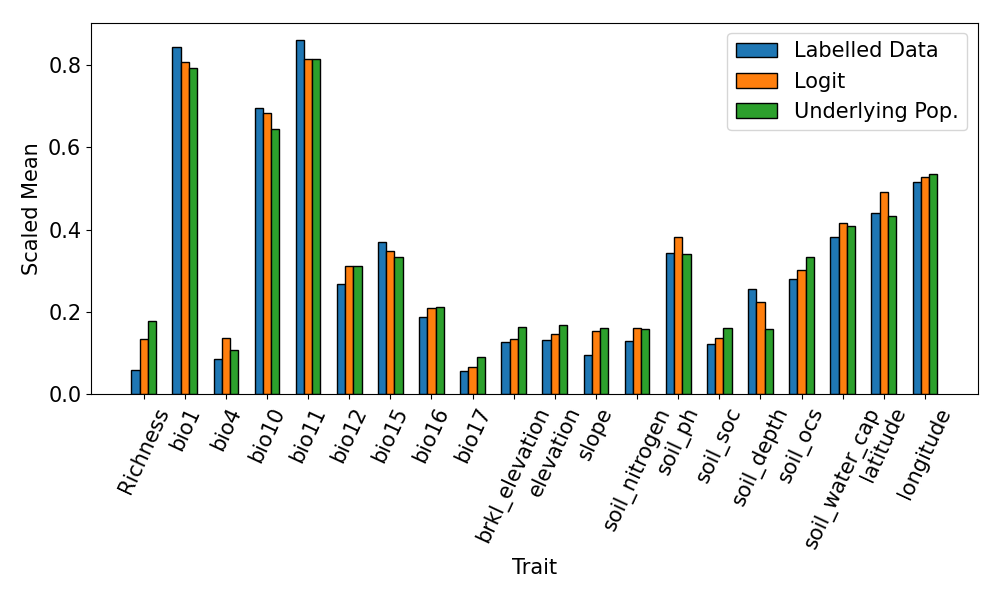 Labelled Data
Logit
Underlying Pop.
Scaled Mean
0.8
0.6
0.4
0.2
0.0
Richness
bio1
bio4
bio10
bio11
bio12
bio15
bio16
bio17
brkl_elevation
elevation
slope
soil_nitrogen
soil_ph
soil_soc
soil_depth
soil_ocs
soil_water_cap
latitude
longitude
Trait